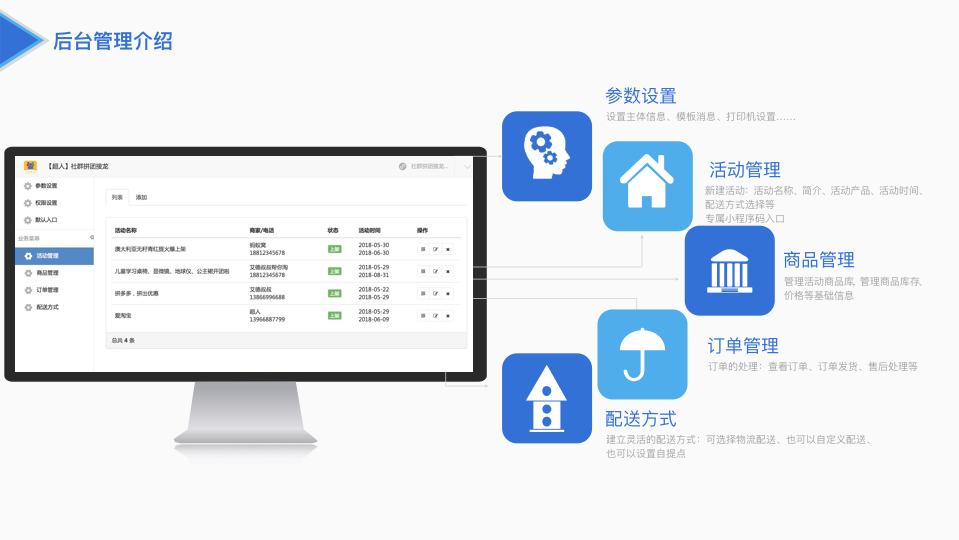 后台管理介绍
【超人】社群拼团接龙
社群拼团接龙...
参数设置
权限设置
默认入口
业务菜单
活动管理
商品管理
订单管理
配送方式
列表
添加
活动名称 商家/电话 状态 活动时间 操作
澳大利亚无籽青红提火爆上架 蚂蚁窝 18812345678 上架 2018-05-30 2018-06-30
儿童学习桌椅、显微镜、地球仪、公主裙开团啦 艾德叔叔帮你淘 18812345678 上架 2018-05-29 2018-08-31
拼多多，拼出优惠 艾德叔叔 13866996688 上架 2018-05-22 2018-05-29
爱淘宝 超人 13966887799 上架 2018-05-29 2018-06-09
总共 4 条
参数设置
设置主体信息、模板消息、打印机设置……
活动管理
新建活动：活动名称、简介、活动产品、活动时间、
配送方式选择等
专属小程序码入口
商品管理
管理活动商品库, 管理商品库存,
价格等基础信息
订单管理
订单的处理：查看订单、订单发货、售后处理等
配送方式
建立灵活的配送方式：可选择物流配送、也可以自定义配送、
也可以设置自提点